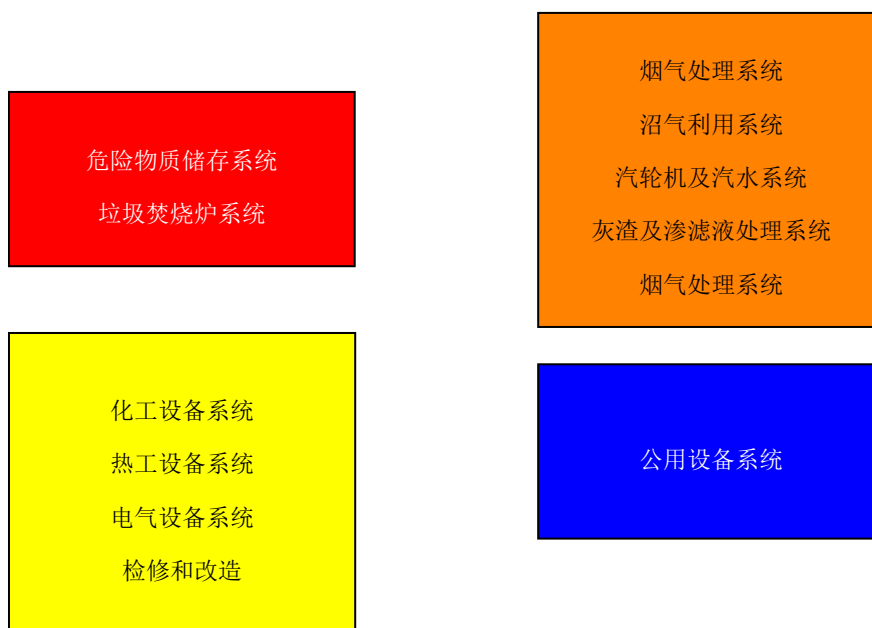 危险物质储存系统
垃圾焚烧炉系统
烟气处理系统
沼气利用系统
汽轮机及汽水系统
灰渣及渗滤液处理系统
烟气处理系统
化工设备系统
热工设备系统
电气设备系统
检修和改造
公用设备系统